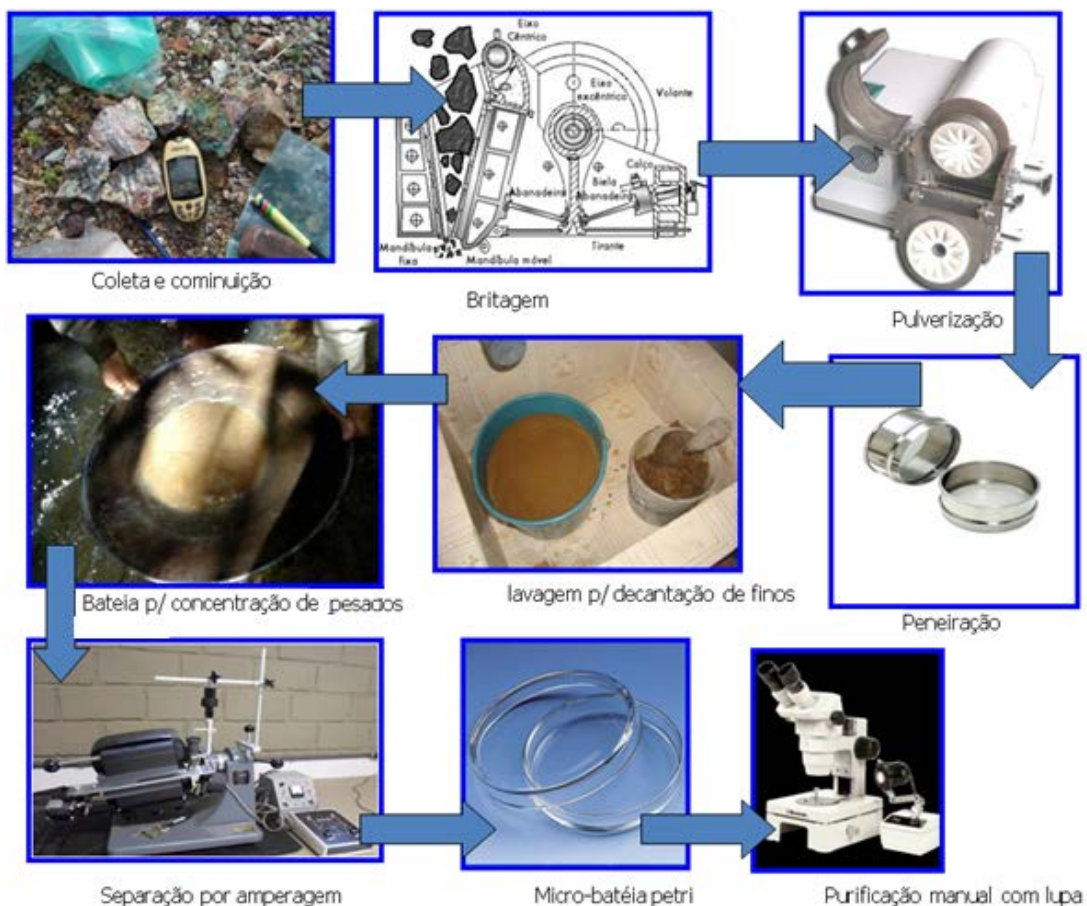 Coleta e cominuição
Eixo
Cêntrico
Eixo
excêntrico
Volante
Calço
Abanadeira
Biela
Abanadeira
Mandíbula
fixa
Mandíbula móvel
Tirante
Britagem
Pulverização
Peneiração
lavagem p/ decantação de finos
Bateia p/ concentração de pesados
Separação por amperagem
Micro-batéia petri
Purificação manual com lupa